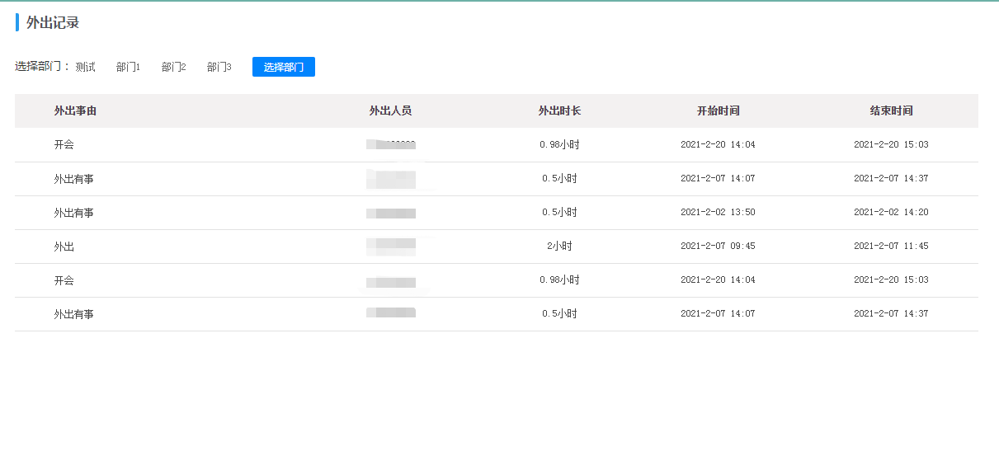 外出记录
选择部门： 测试 部门1 部门2 部门3 选择部门
外出事由 外出人员 外出时长 开始时间 结束时间
开会 0.98小时 2021-2-20 14:04 2021-2-20 15:03
外出有事 0.5小时 2021-2-07 14:07 2021-2-07 14:37
外出有事 0.5小时 2021-2-02 13:50 2021-2-02 14:20
外出 2小时 2021-2-07 09:45 2021-2-07 11:45
开会 0.98小时 2021-2-20 14:04 2021-2-20 15:03
外出有事 0.5小时 2021-2-07 14:07 2021-2-07 14:37